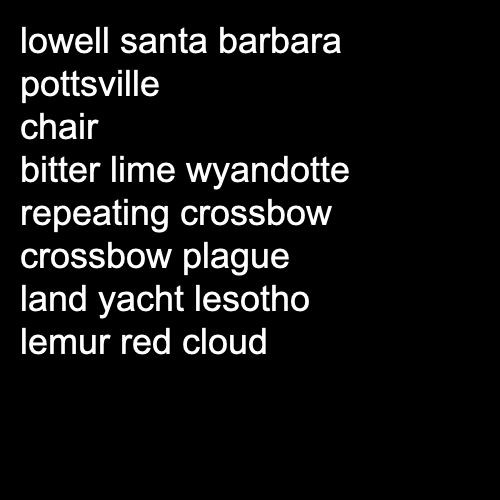 lowell santa barbara
pottsville
chair
bitter lime wyandotte
repeating crossbow
crossbow plague
land yacht lesotho
lemur red cloud